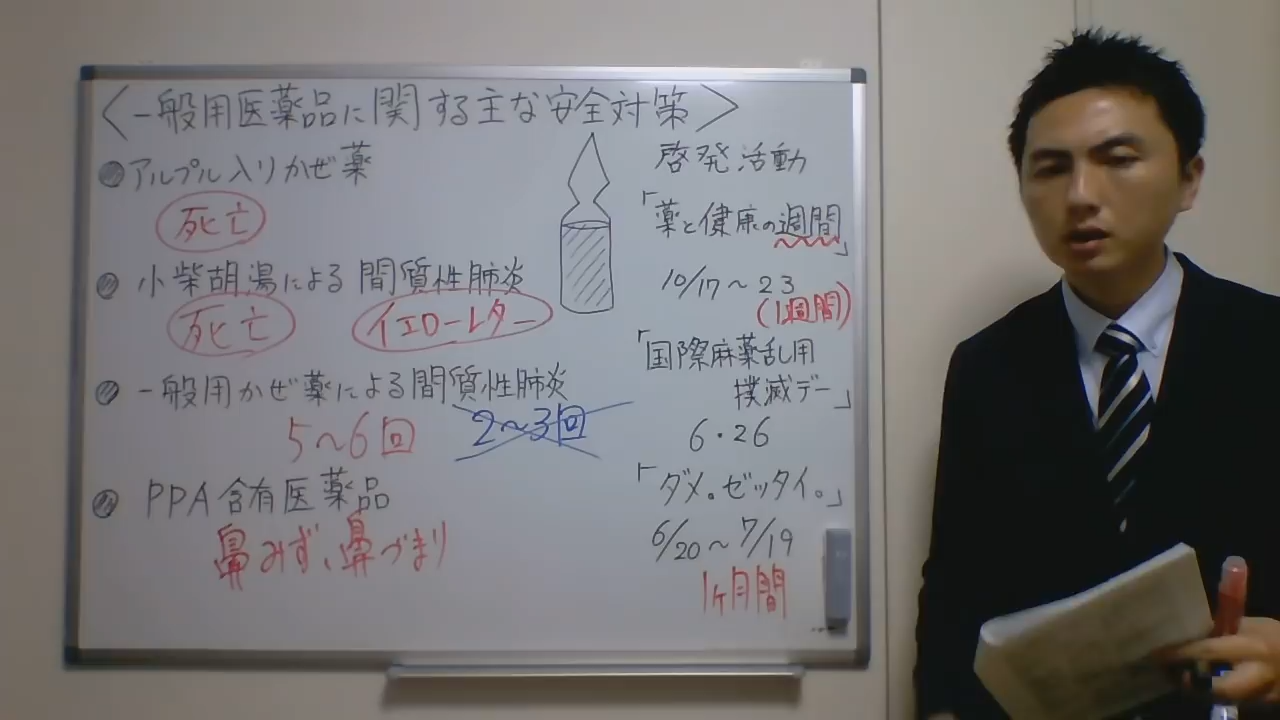 〈一般用医薬品に関する主な安全対策〉
アルプル入りかぜ薬
死亡
小柴胡湯による間質性肺炎
死亡 イエローレター
一般用かぜ薬による間質性肺炎
5〜6回 2〜3回
PPA含有医薬品
鼻みず、鼻づまり
啓発活動
「薬と健康の週間」
10/17〜23
(1週間)
「国際麻薬乱用
撲滅デー」
6・26
「ダメ。ゼッタイ。」
6/20〜7/19
1ヶ月間